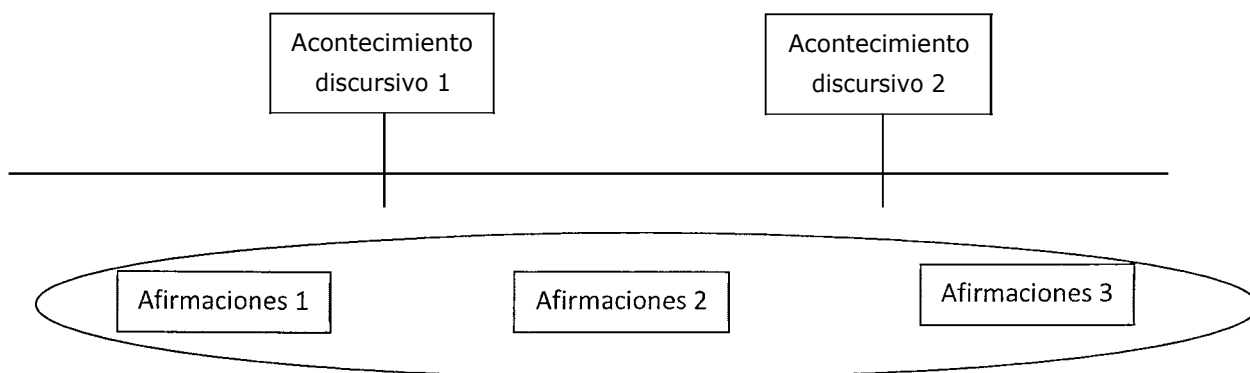 Acontecimiento
discursivo 1
Acontecimiento
discursivo 2
Afirmaciones 1
Afirmaciones 2
Afirmaciones 3